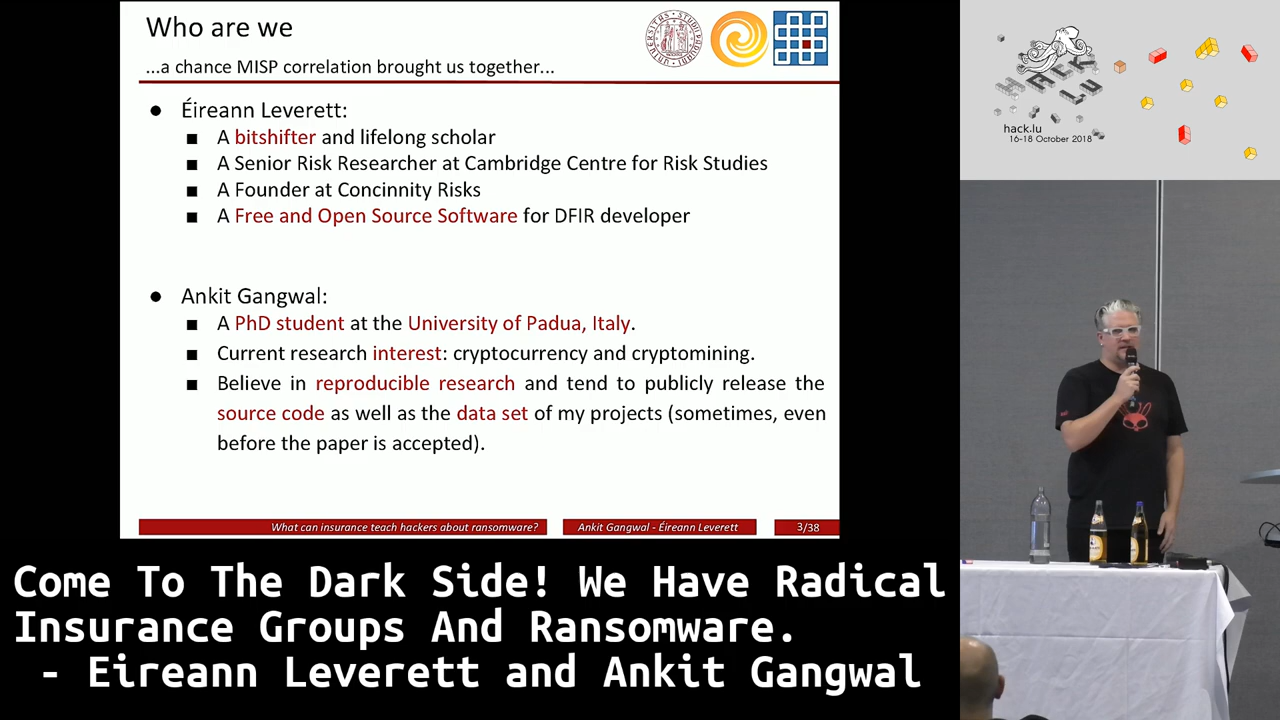 Who are we
...a chance MISP correlation brought us together...
● Éireann Leverett:
■ A bitshifter and lifelong scholar
■ A Senior Risk Researcher at Cambridge Centre for Risk Studies
■ A Founder at Concinnity Risks
■ A Free and Open Source Software for DFIR developer
● Ankit Gangwal:
■ A PhD student at the University of Padua, Italy.
■ Current research interest: cryptocurrency and cryptomining.
■ Believe in reproducible research and tend to publicly release the
source code as well as the data set of my projects (sometimes, even
before the paper is accepted).
What can insurance teach hackers about ransomware?
Ankit Gangwal - Éireann Leverett
3/38
HACK
LU
hack.lu
16-18 October 2018
Come To The Dark Side! We Have Radical
Insurance Groups And Ransomware.
- Eireann Leverett and Ankit Gangwal